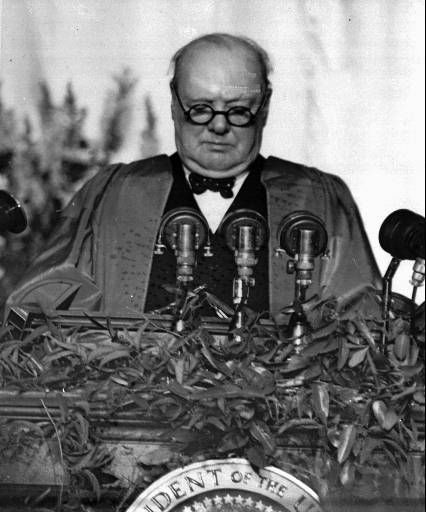 IDENT OF THE